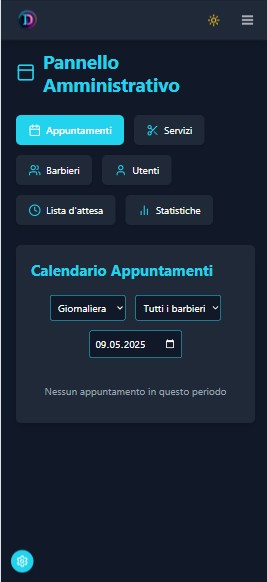 D
Pannello
Amministrativo
Appuntamenti
Servizi
Barbieri
Utenti
Lista d'attesa
Statistiche
Calendario Appuntamenti
Giornaliera
Tutti i barbieri
09.05.2025
Nessun appuntamento in questo periodo